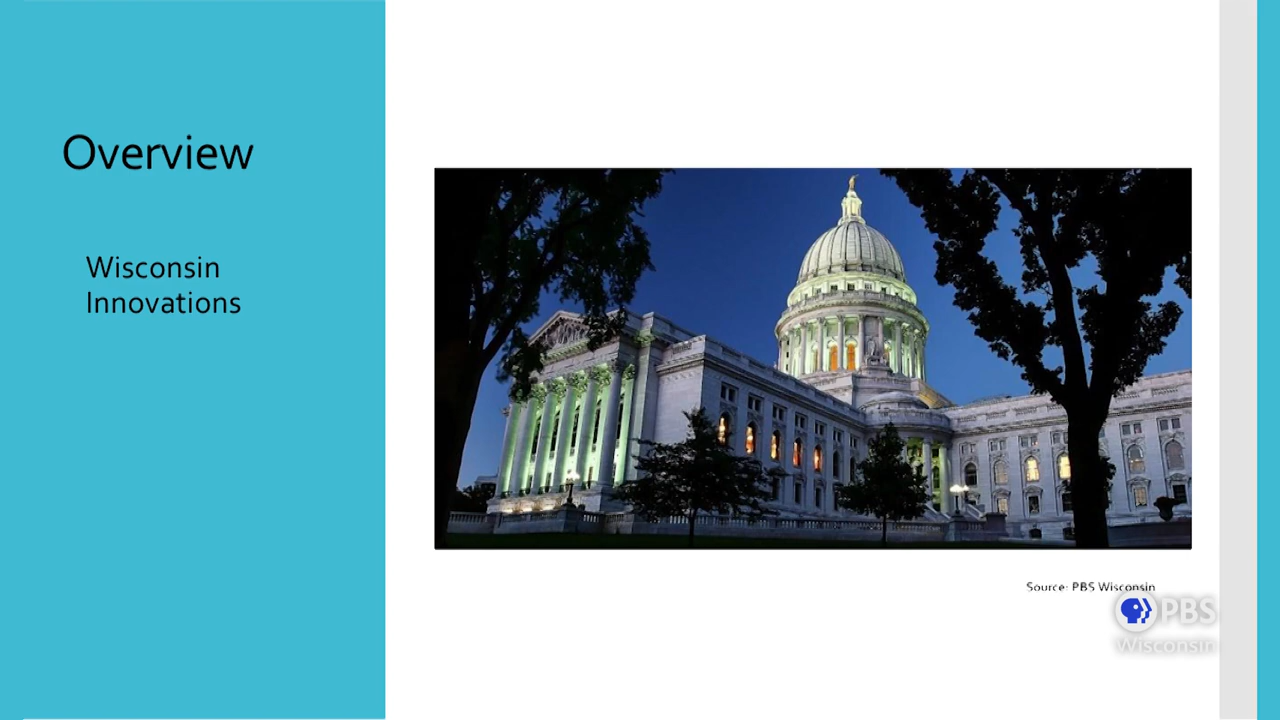 Overview
Wisconsin
Innovations
Source: PBS Wisconsin
PBS
Wisconsin